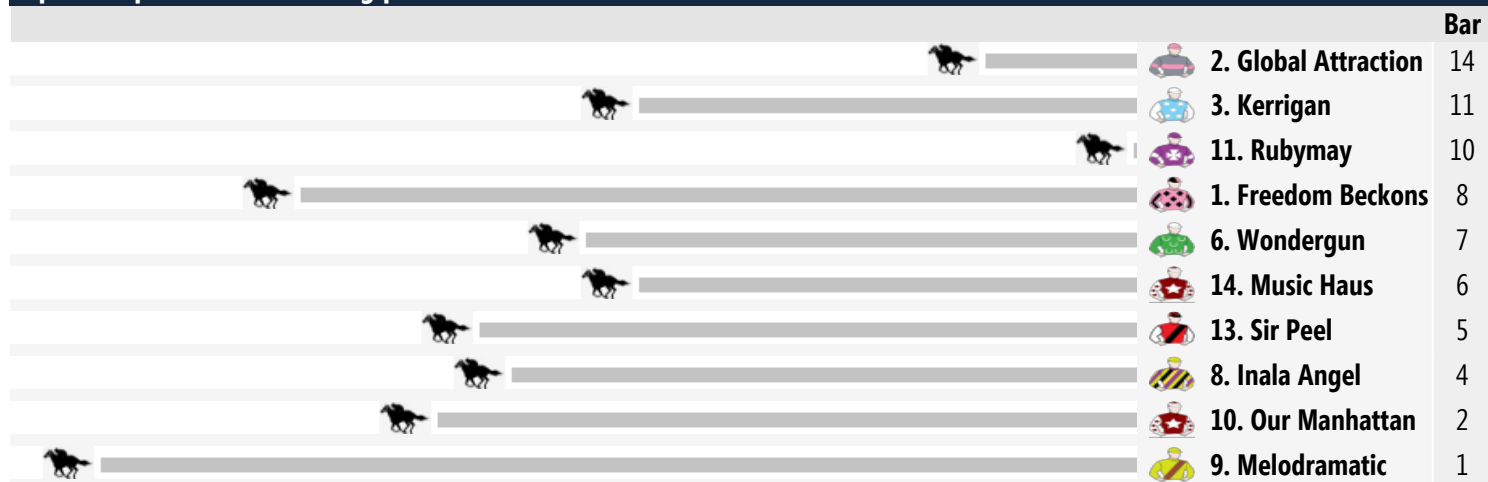 Bar
2. Global Attraction 14
3. Kerrigan 11
11. Rubymay 10
1. Freedom Beckons 8
6. Wondergun 7
14. Music Haus 6
13. Sir Peel 5
8. Inala Angel 4
10. Our Manhattan 2
9. Melodramatic 1